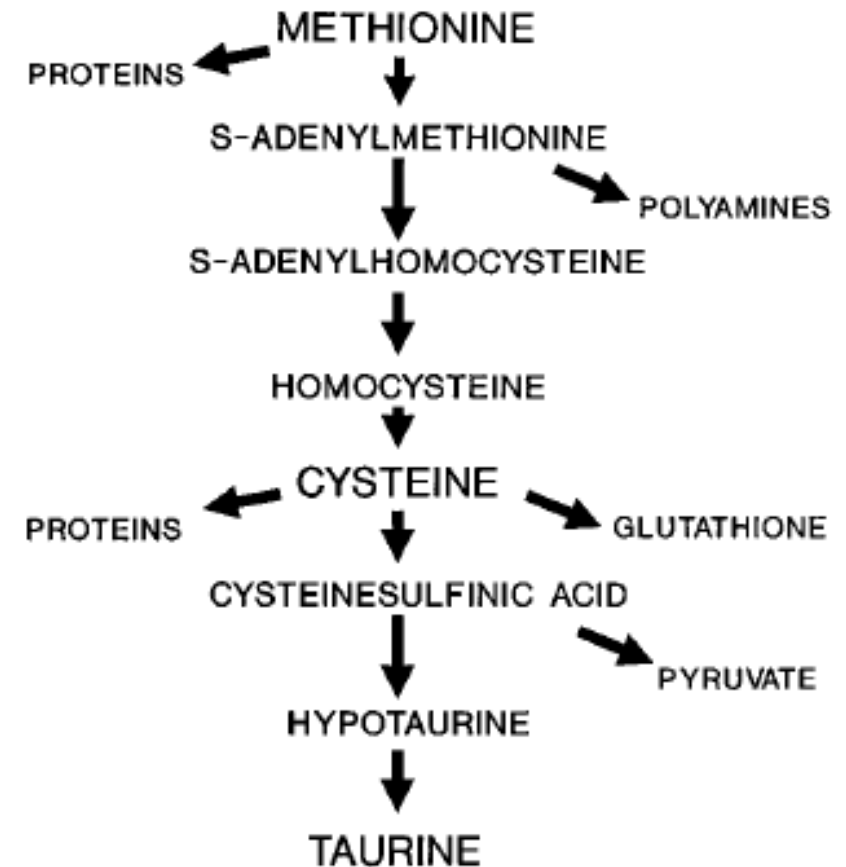 METHIONINE
PROTEINS
S-ADENYLMETHIONINE
POLYAMINES
S-ADENYLHOMOCYSTEINE
HOMOCYSTEINE
CYSTEINE
PROTEINS
GLUTATHIONE
CYSTEINESULFINIC ACID
PYRUVATE
HYPOTAURINE
TAURINE